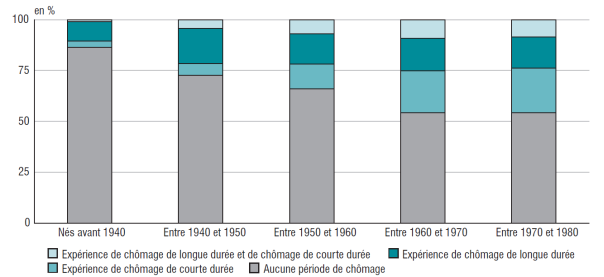 en %
100
75
50
25
0
Nés avant 1940 Entre 1940 et 1950 Entre 1950 et 1960 Entre 1960 et 1970 Entre 1970 et 1980
Expérience de chômage de longue durée et de chômage de courte durée Expérience de chômage de longue durée
Expérience de chômage de courte durée Aucune période de chômage